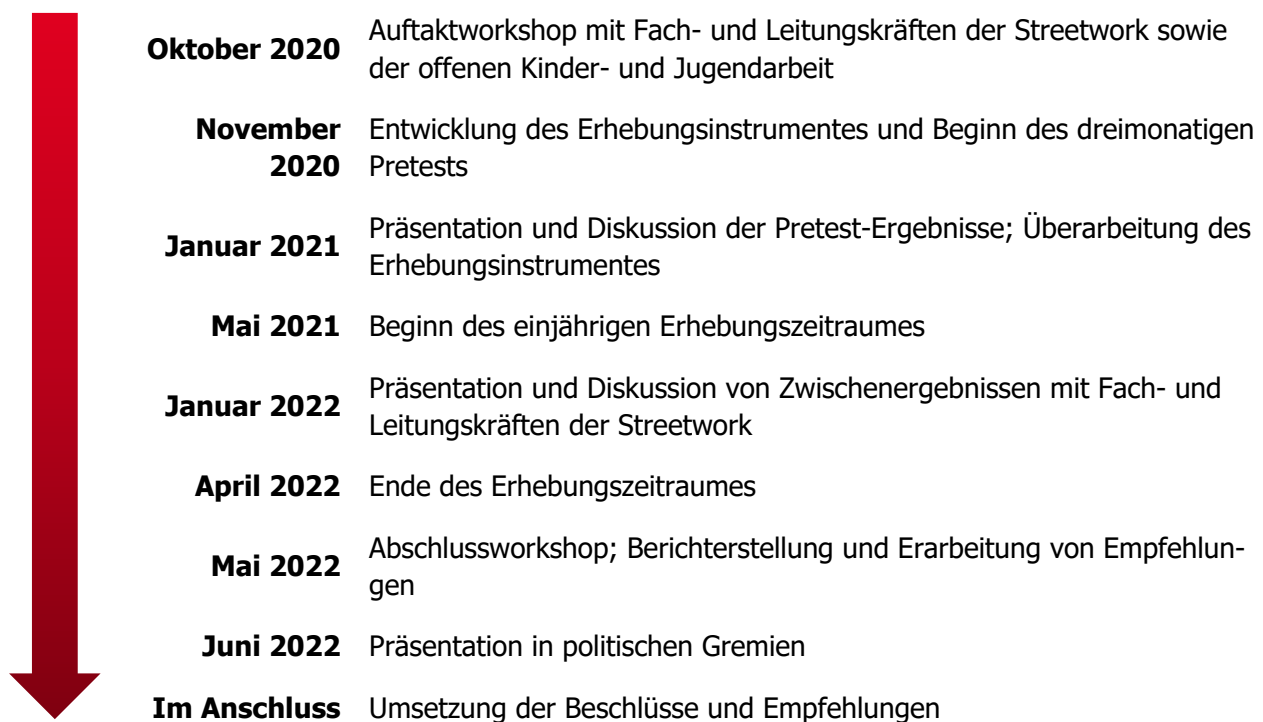 Oktober 2020 Auftaktworkshop mit Fach- und Leitungskräften der Streetwork sowie
der offenen Kinder- und Jugendarbeit
November Entwicklung des Erhebungsinstrumentes und Beginn des dreimonatigen
2020 Pretests
Januar 2021 Präsentation und Diskussion der Pretest-Ergebnisse; Überarbeitung des
Erhebungsinstrumentes
Mai 2021 Beginn des einjährigen Erhebungszeitraumes
Januar 2022 Präsentation und Diskussion von Zwischenergebnissen mit Fach- und
Leitungskräften der Streetwork
April 2022 Ende des Erhebungszeitraumes
Mai 2022 Abschlussworkshop; Berichterstellung und Erarbeitung von Empfehlun-
gen
Juni 2022 Präsentation in politischen Gremien
Im Anschluss Umsetzung der Beschlüsse und Empfehlungen